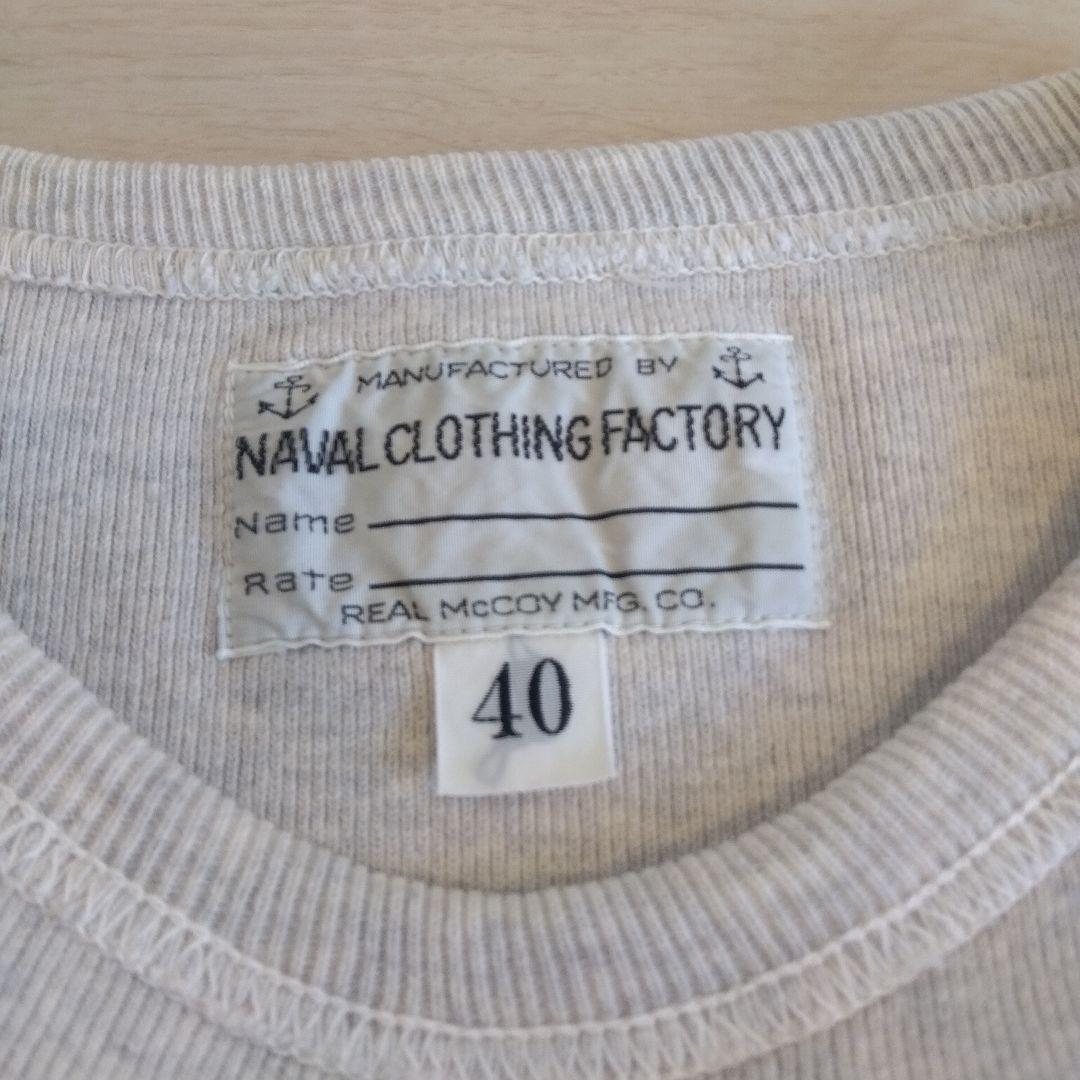 MANUFACTURED BY
NAVAL CLOTHING FACTORY
Name
Rate
REAL McCOY MFG. CO.
40